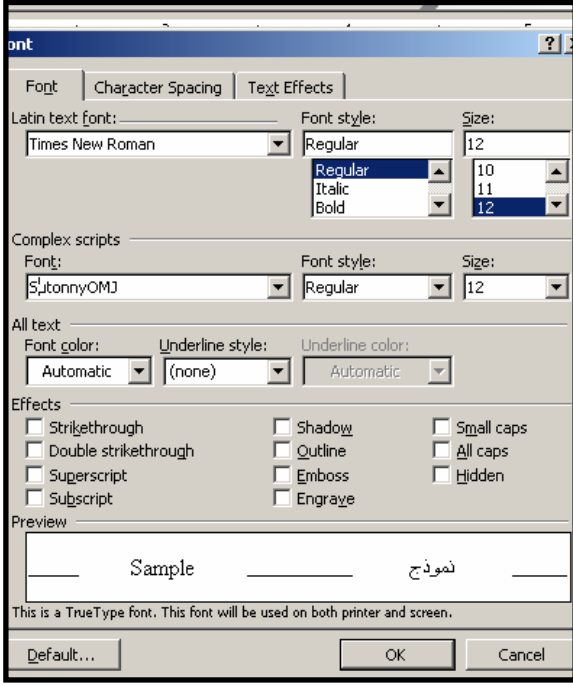 ont
Font Character Spacing Text Effects
Latin text font: Font style: Size:
Times New Roman Regular 12
Regular 10
Italic 11
Bold 12
Complex scripts
Font: Font style: Size:
SutonnyOMJ Regular 12
All text
Font color: Underline style: Underline color:
Automatic (none) Automatic
Effects
Strikethrough Shadow Small caps
Double strikethrough Outline All caps
Superscript Emboss Hidden
Subscript Engrave
Preview
Sample نموذج
This is a TrueType font. This font will be used on both printer and screen.
Default... OK Cancel